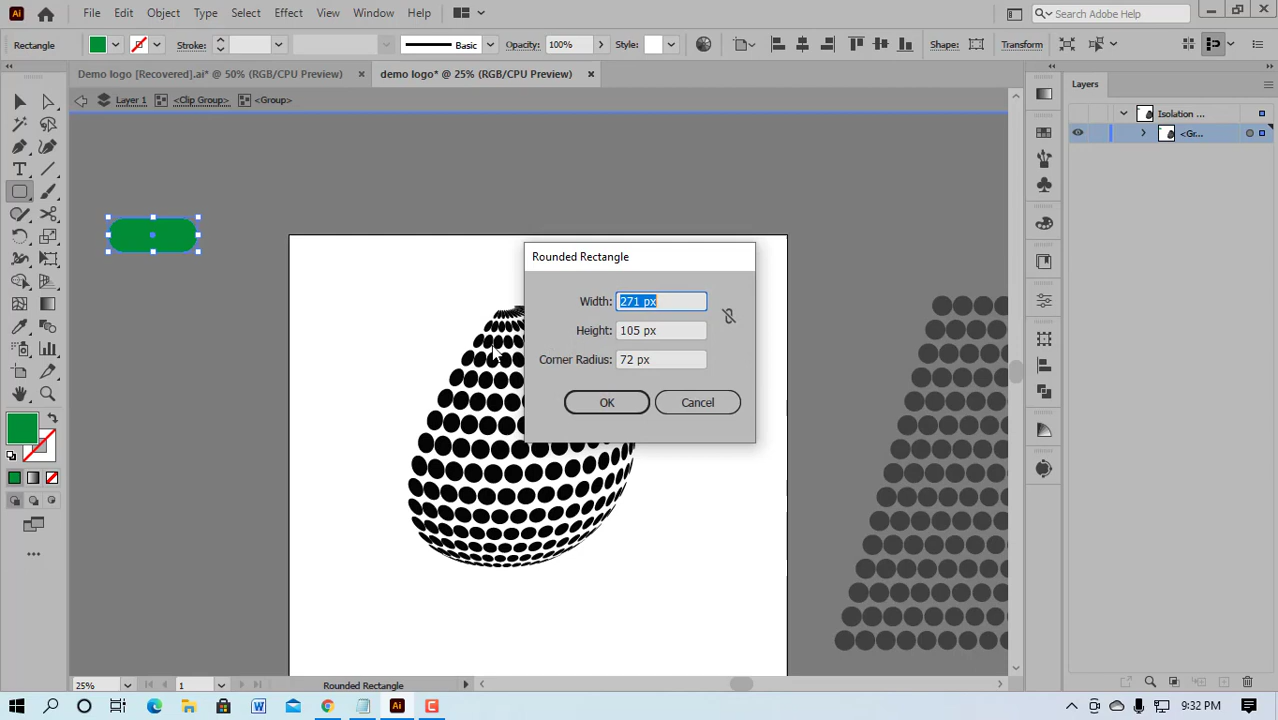 Ai File Edit Object Type Select Effect View Window Help Search Adobe Help
Rectangle Stroke: Basic Opacity: 100% Style: Shape: Transform
Demo logo [Recovered].ai* @ 50% (RGB/CPU Preview) × demo logo* @ 25% (RGB/CPU Preview) ×
Layer 1 <Clip Group> <Group>
Layers
Isolation ...
<Gr...
Rounded Rectangle
Width: 271 px
Height: 105 px
Corner Radius: 72 px
OK Cancel
25% 1 Rounded Rectangle
W Ai C 9:32 PM